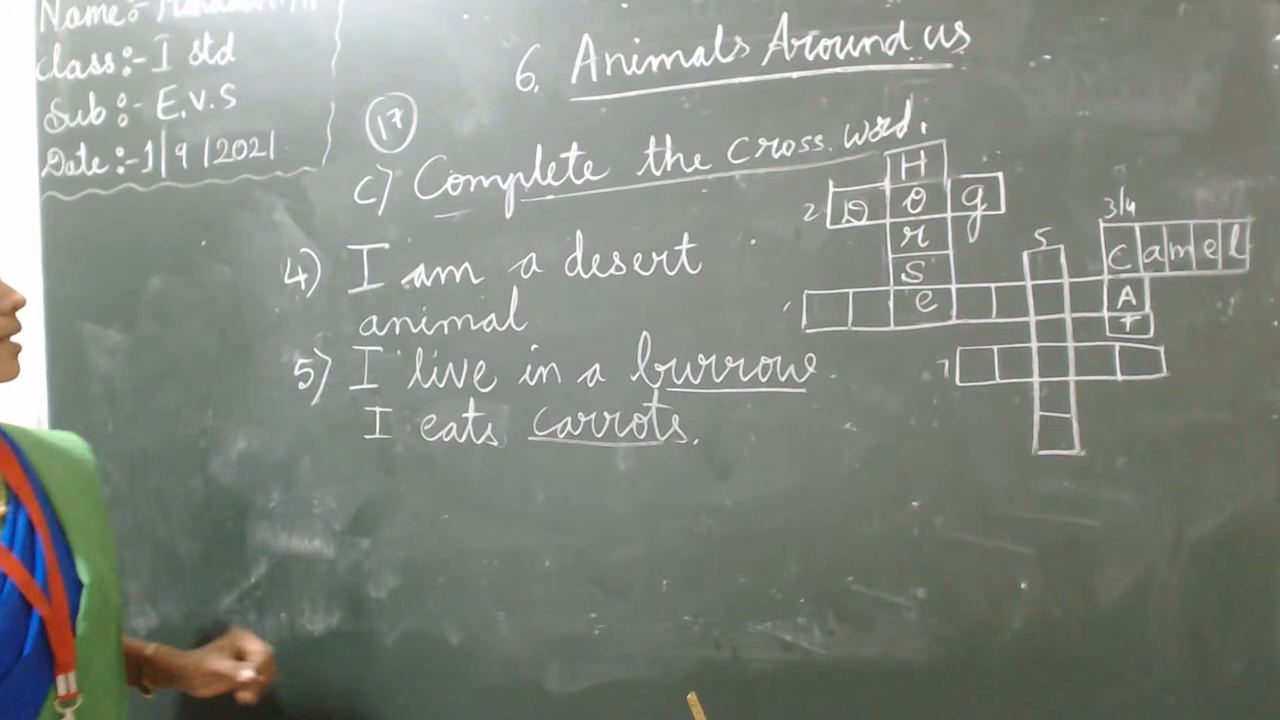 Name:-
Class:- I std
Sub:- E.V.S
Date:- 1/9/2021
6. Animals Around us
17
c) Complete the cross word.
4) I am a desert
animal
5) I live in a burrow.
I eats carrots.
H
2 D o g
r
s
e
3/4
C a m e l
A
T
5
7